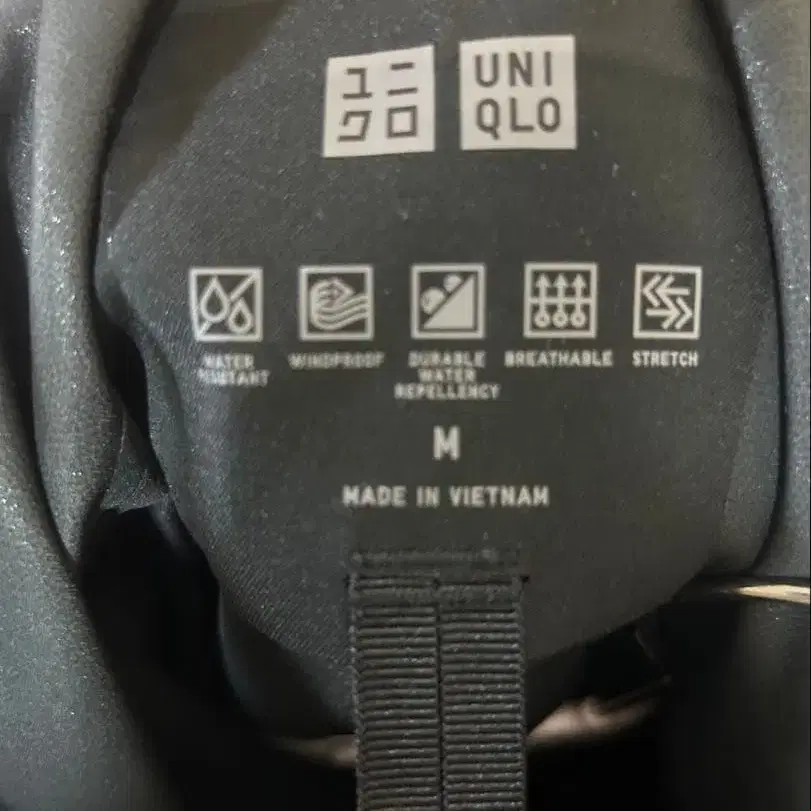 ユニ
クロ
UNI
QLO
WATER
RESISTANT
WINDPROOF
DURABLE
WATER
REPELLENCY
BREATHABLE
STRETCH
M
MADE IN VIETNAM